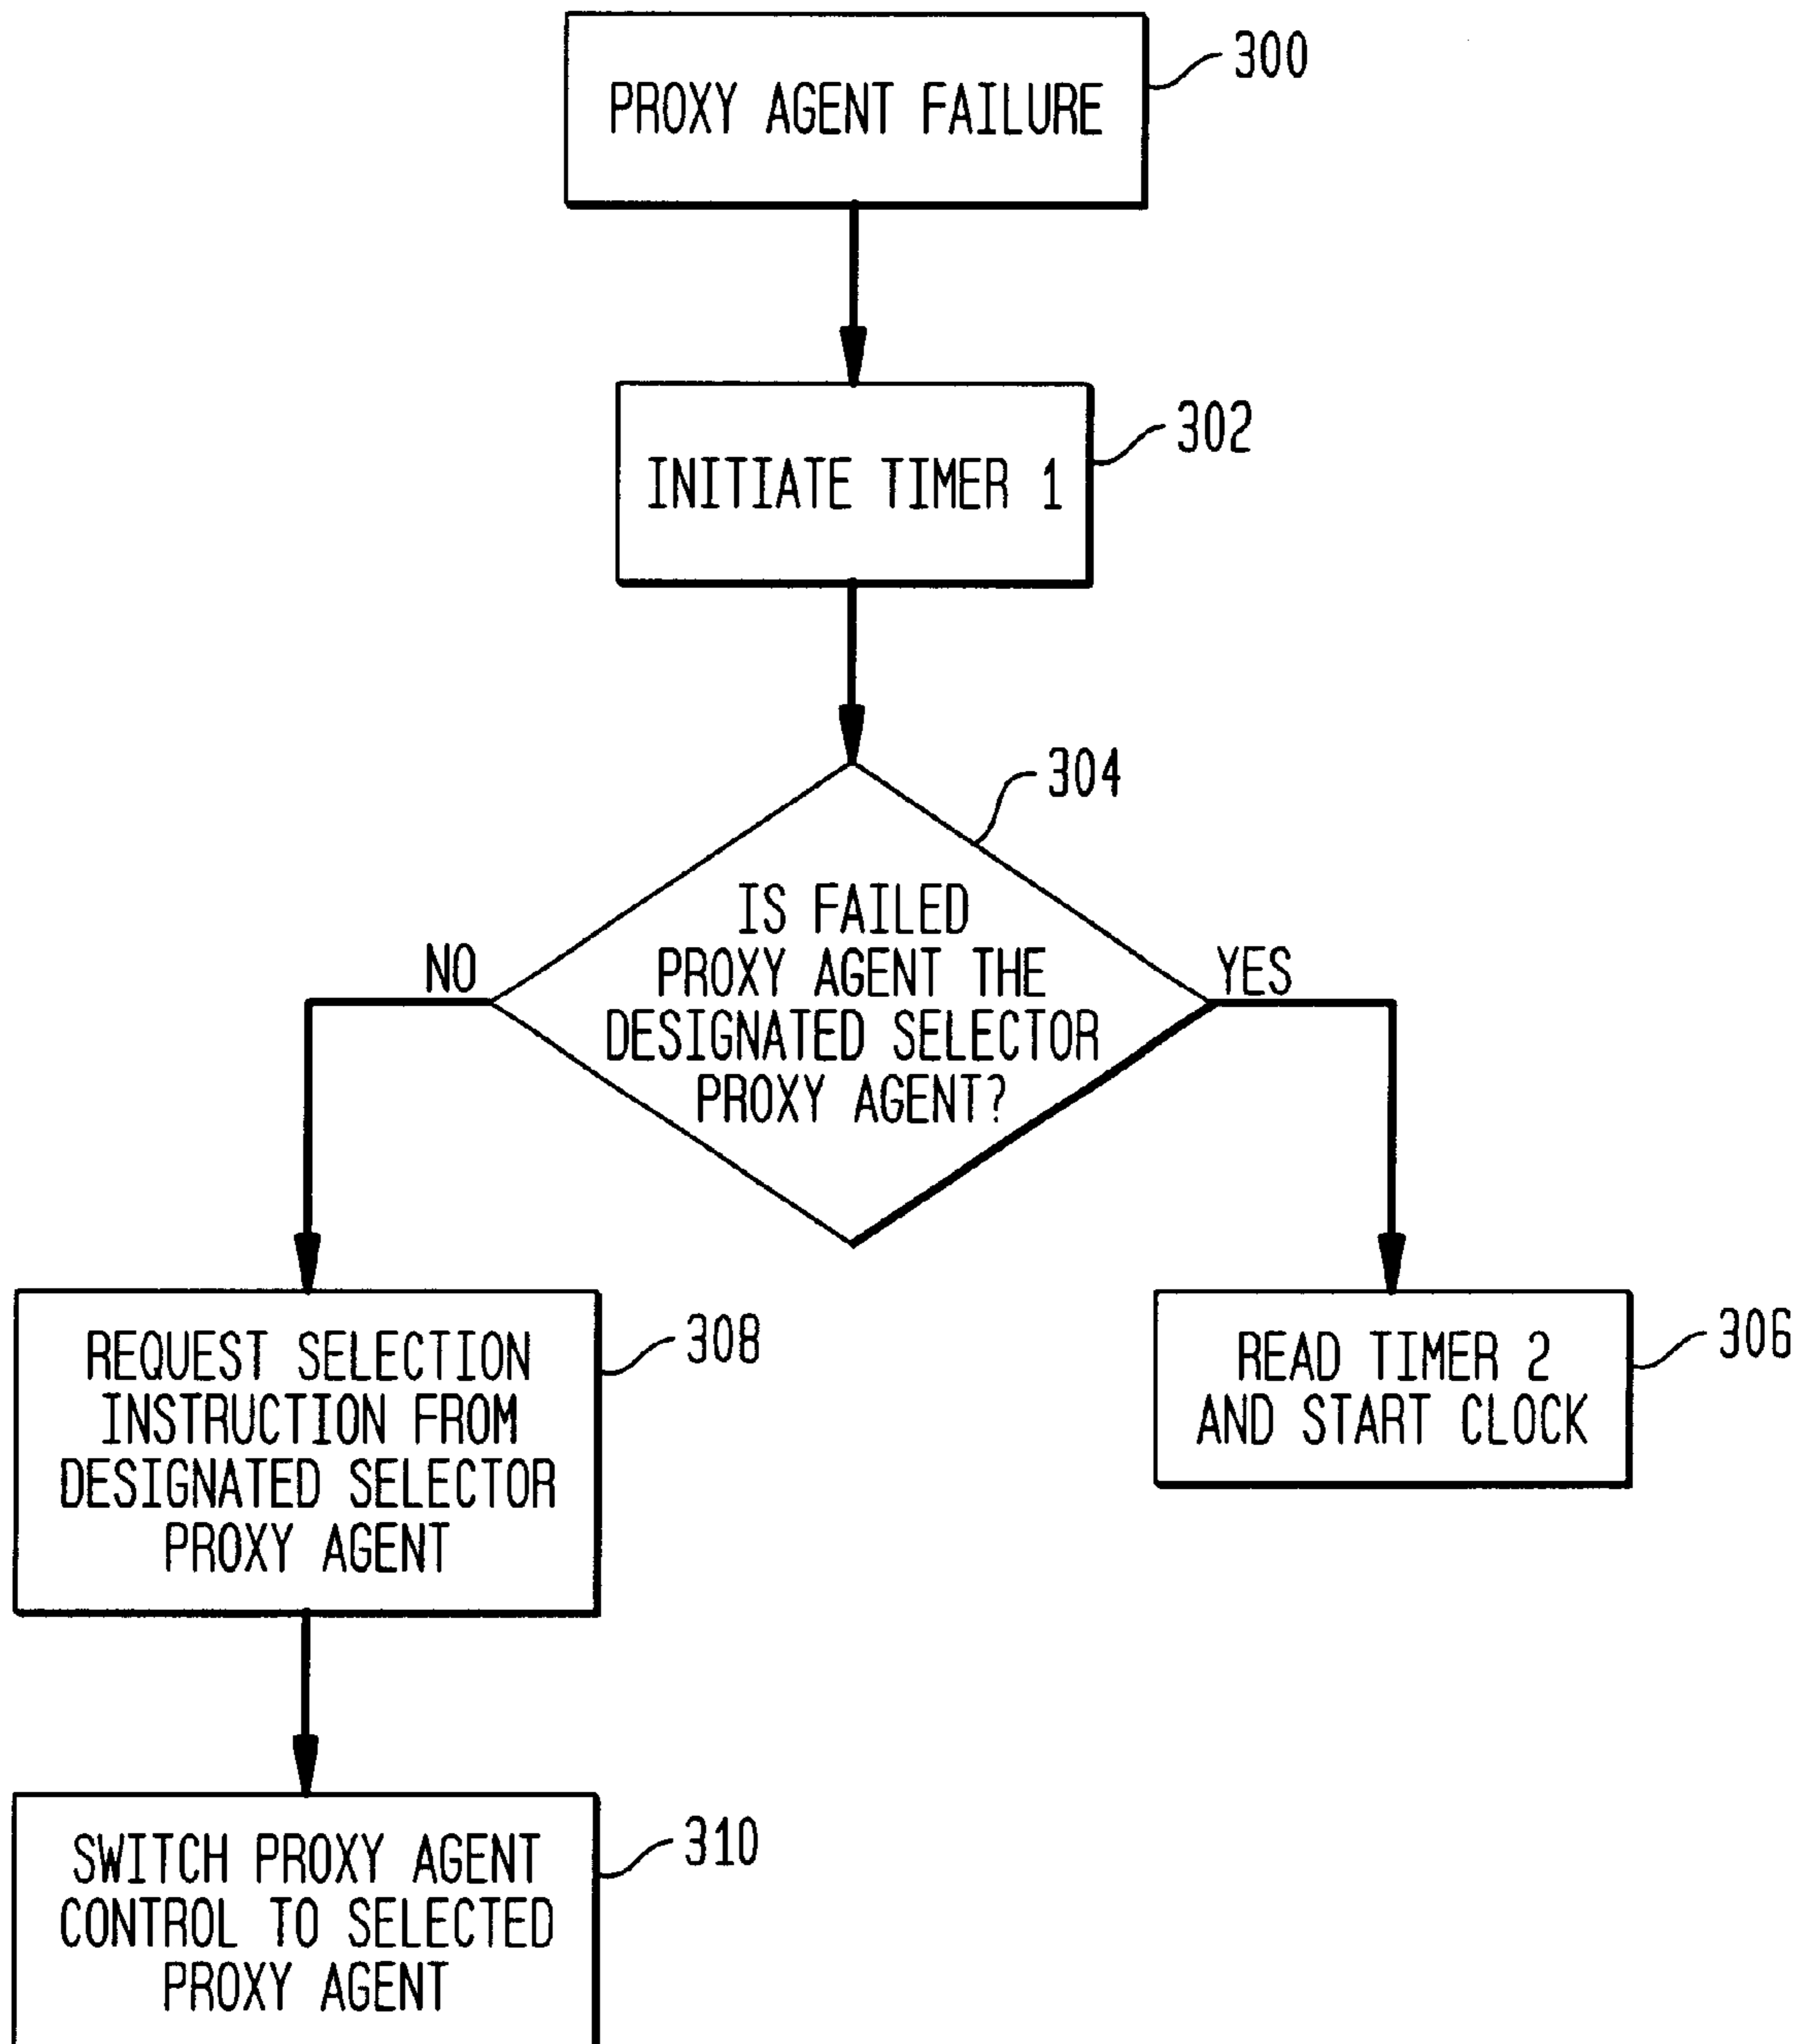 PROXY AGENT FAILURE
300
INITIATE TIMER 1
302
304
IS FAILED
PROXY AGENT THE
DESIGNATED SELECTOR
PROXY AGENT?
NO
YES
REQUEST SELECTION
INSTRUCTION FROM
DESIGNATED SELECTOR
PROXY AGENT
308
READ TIMER 2
AND START CLOCK
306
SWITCH PROXY AGENT
CONTROL TO SELECTED
PROXY AGENT
310